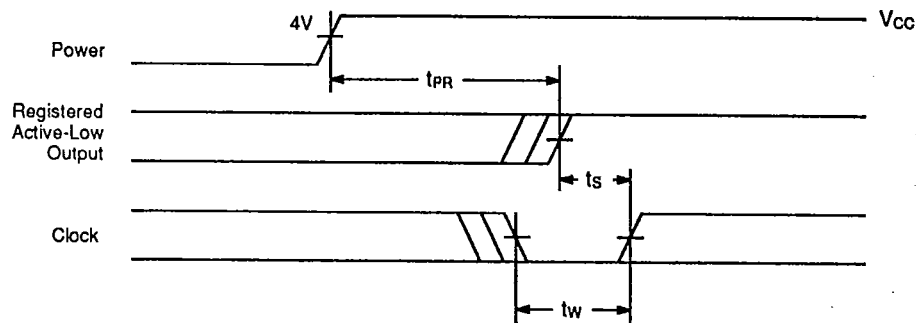 4V
VCC
Power
tPR
Registered
Active-Low
Output
tS
Clock
tW